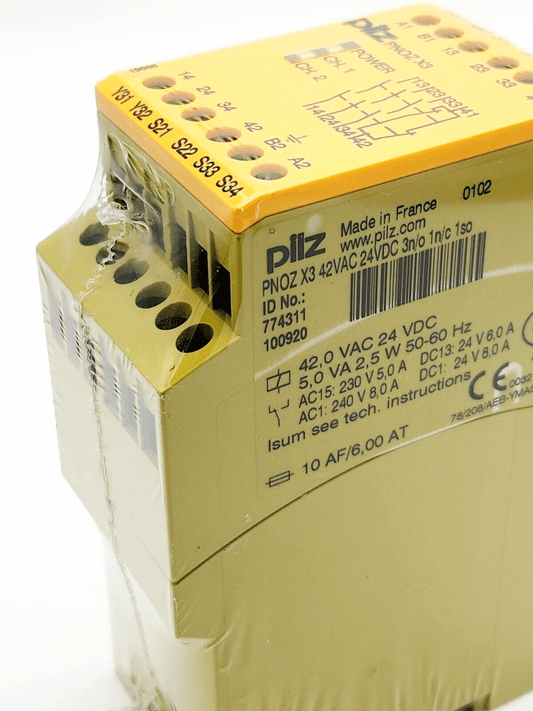 pilz
PNOZ X3
POWER
CH. 1
CH. 2
A1 B1 13 23 33
|13|23|33|41
|14|24|34|42
14 24 34 42 B2 A2
Y31 Y32 S21 S22 S33 S34
pilz Made in France 0102
www.pilz.com
PNOZ X3 42VAC 24VDC 3n/o 1n/c 1so
ID No.:
774311
100920
42,0 VAC 24 VDC
5,0 VA 2,5 W 50-60 Hz
AC15: 230 V 5,0 A DC13: 24 V 6,0 A
AC1: 240 V 8,0 A DC1: 24 V 8,0 A
Isum see tech. instructions
CE 0032
10 AF/6,00 AT